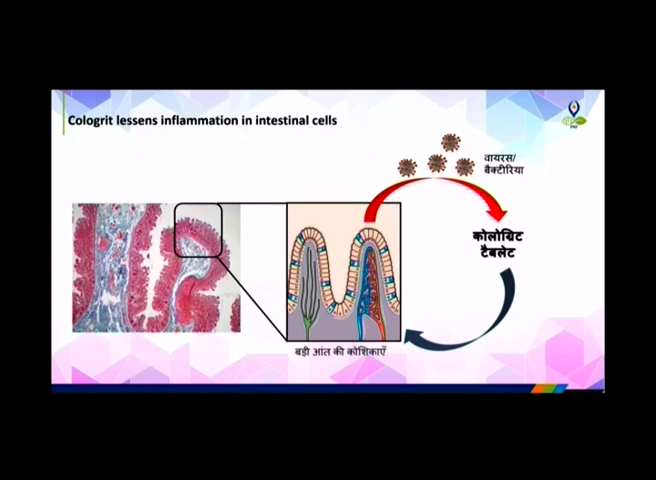 Cologrit lessens inflammation in intestinal cells
वायरस/
बैक्टीरिया
कोलोग्रिट
टैबलेट
बड़ी आंत की कोशिकाएँ